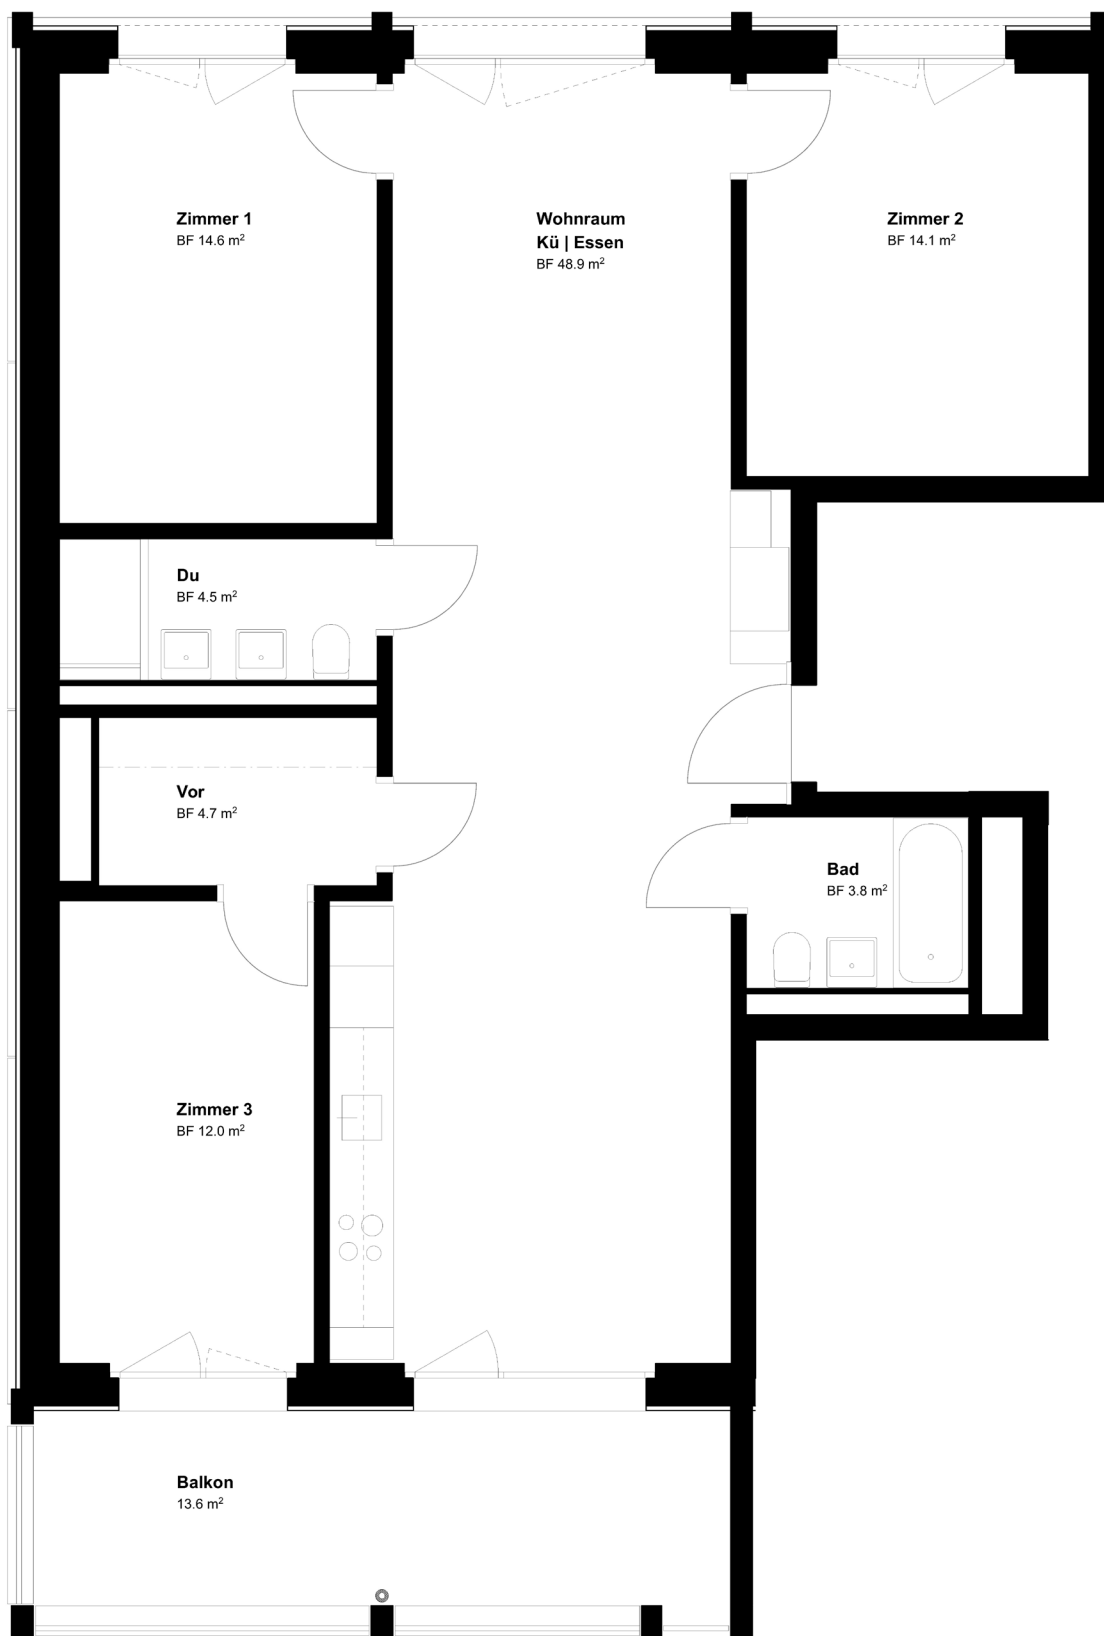 Zimmer 1
BF 14.6 m²
Wohnraum
Kü | Essen
BF 48.9 m²
Zimmer 2
BF 14.1 m²
Du
BF 4.5 m²
Vor
BF 4.7 m²
Bad
BF 3.8 m²
Zimmer 3
BF 12.0 m²
Balkon
13.6 m²